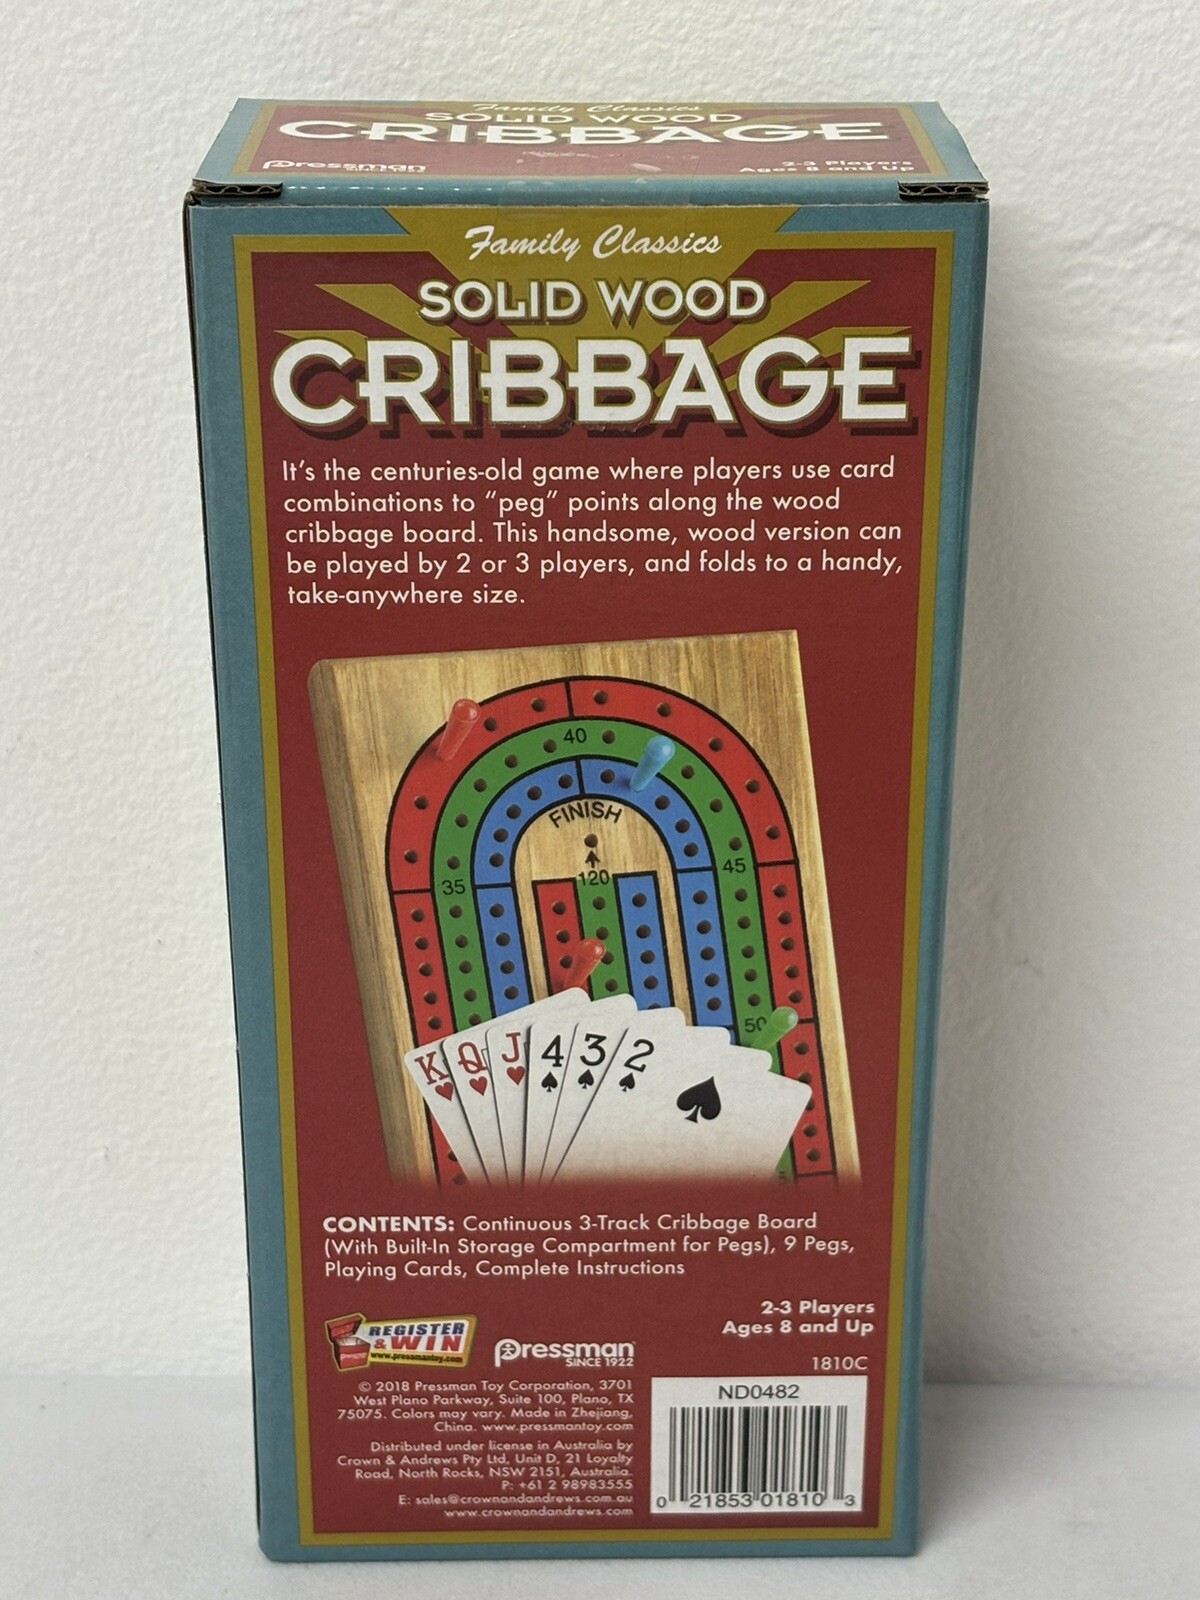 Family Classics
SOLID WOOD
CRIBBAGE
Pressman
SINCE 1922
2-3 Players
Ages 8 and Up
Family Classics
SOLID WOOD
CRIBBAGE
It's the centuries-old game where players use card
combinations to “peg” points along the wood
cribbage board. This handsome, wood version can
be played by 2 or 3 players, and folds to a handy,
take-anywhere size.
40
FINISH
120
35
45
50
K Q J 4 3 2
CONTENTS: Continuous 3-Track Cribbage Board
(With Built-In Storage Compartment for Pegs), 9 Pegs,
Playing Cards, Complete Instructions
2-3 Players
Ages 8 and Up
REGISTER
& WIN
www.pressmantoy.com
Pressman
SINCE 1922
1810C
© 2018 Pressman Toy Corporation, 3701
West Plano Parkway, Suite 100, Plano, TX
75075. Colors may vary. Made in Zhejiang,
China. www.pressmantoy.com
Distributed under license in Australia by
Crown & Andrews Pty Ltd, Unit D, 21 Loyalty
Road, North Rocks, NSW 2151, Australia.
P: +61 2 98983555
E: sales@crownandandrews.com.au
www.crownandandrews.com
ND0482
0 21853 01810 3